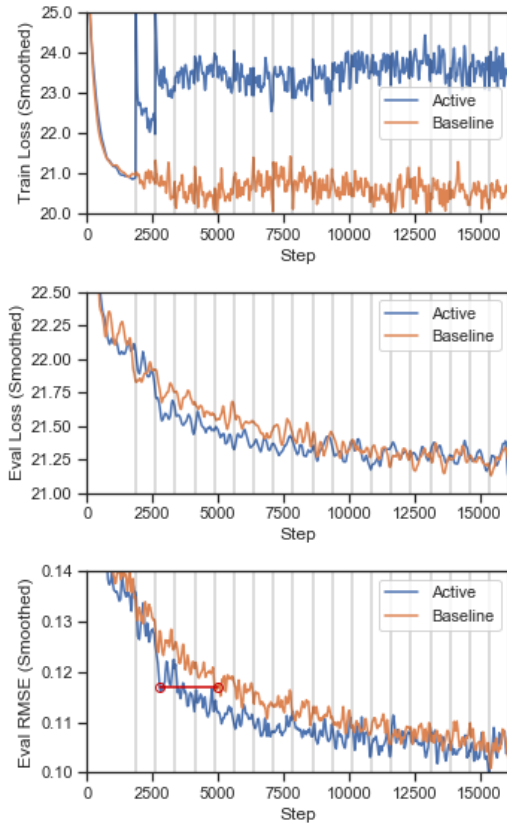 25.0
24.0
23.0
22.0
21.0
20.0
Train Loss (Smoothed)
Active
Baseline
0 2500 5000 7500 10000 12500 15000
Step
22.50
22.25
22.00
21.75
21.50
21.25
21.00
Eval Loss (Smoothed)
Active
Baseline
0 2500 5000 7500 10000 12500 15000
Step
0.14
0.13
0.12
0.11
0.10
Eval RMSE (Smoothed)
Active
Baseline
0 2500 5000 7500 10000 12500 15000
Step